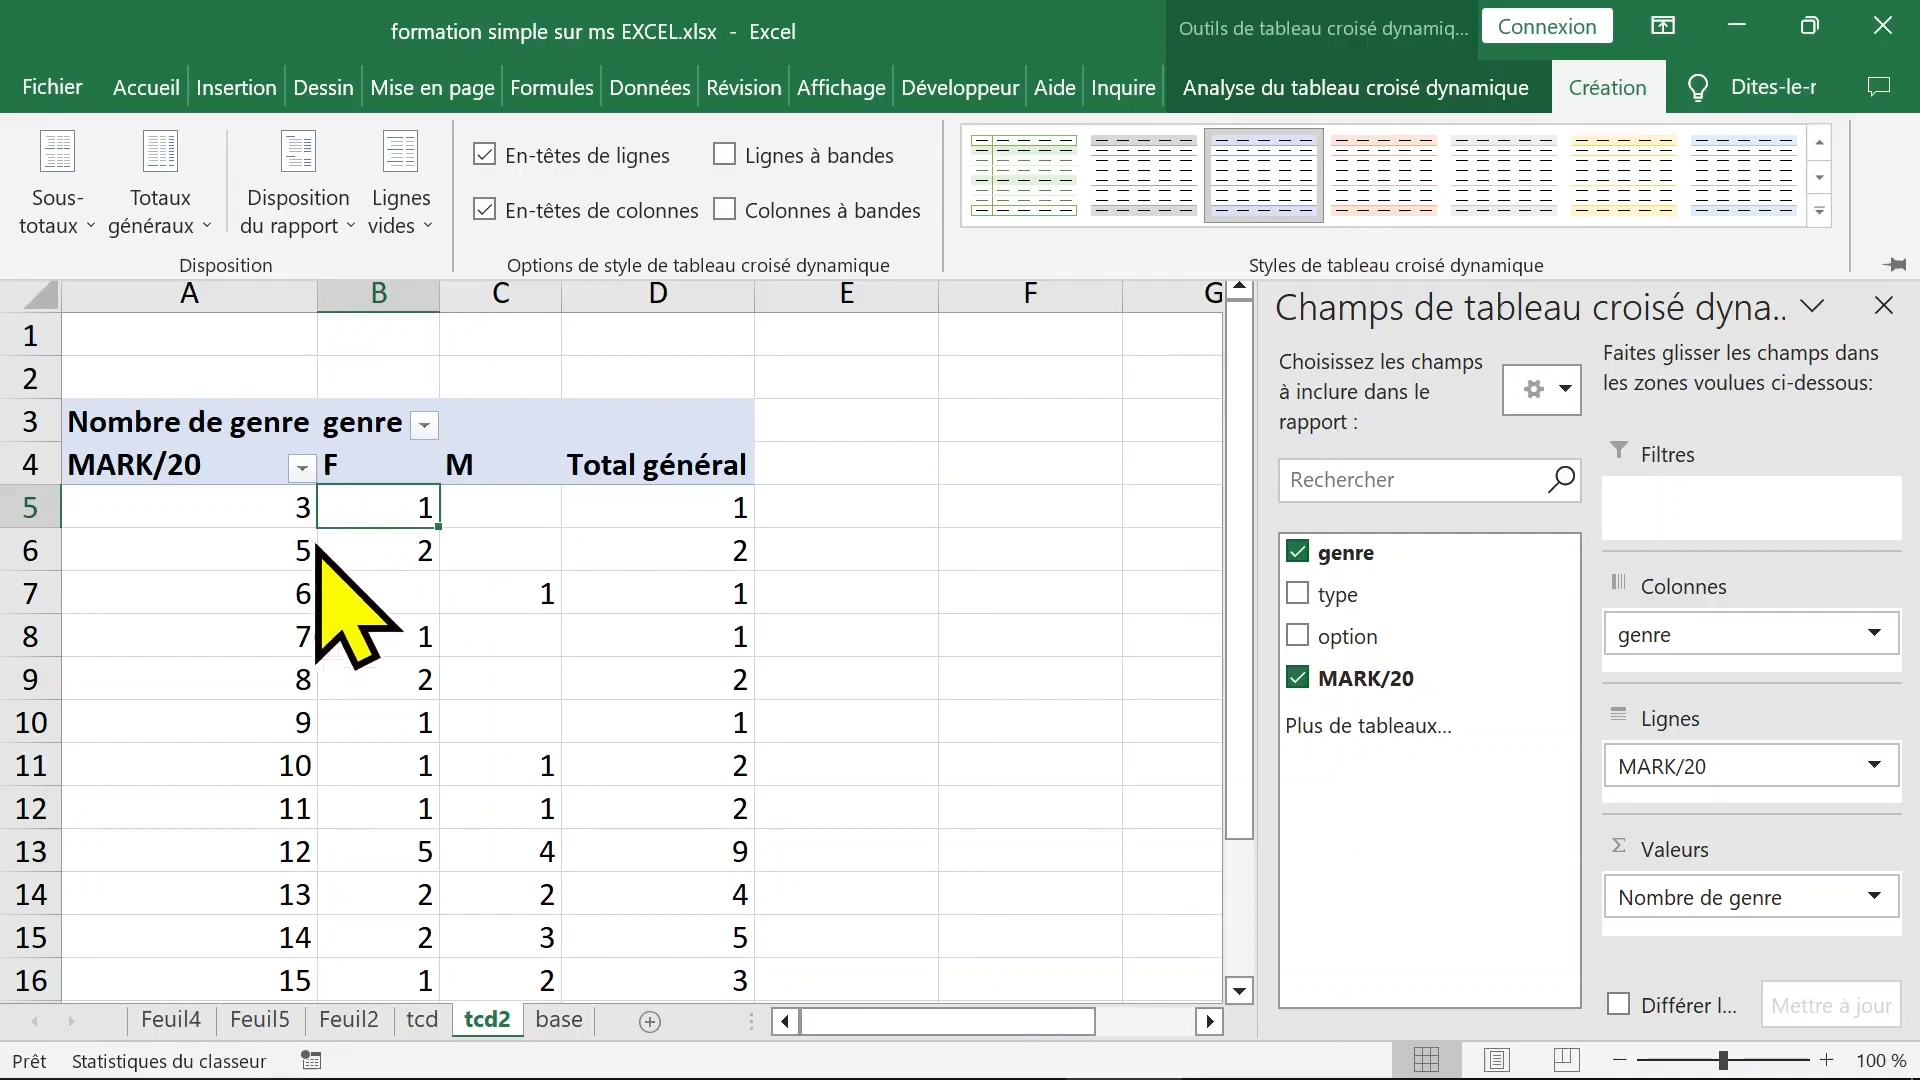 formation simple sur ms EXCEL.xlsx - Excel
Outils de tableau croisé dynamiq...
Connexion
Fichier Accueil Insertion Dessin Mise en page Formules Données Révision Affichage Développeur Aide Inquire Analyse du tableau croisé dynamique Création Dites-le-r
Sous-totaux
Totaux généraux
Disposition du rapport
Lignes vides
Disposition
En-têtes de lignes
Lignes à bandes
En-têtes de colonnes
Colonnes à bandes
Options de style de tableau croisé dynamique
Styles de tableau croisé dynamique
A B C D E F G
1
2
3 Nombre de genre genre
4 MARK/20 F M Total général
5 3 1 1
6 5 2 2
7 6 1 1
8 7 1 1
9 8 2 2
10 9 1 1
11 10 1 1 2
12 11 1 1 2
13 12 5 4 9
14 13 2 2 4
15 14 2 3 5
16 15 1 2 3
Champs de tableau croisé dyna..
Choisissez les champs
à inclure dans le
rapport :
Rechercher
genre
type
option
MARK/20
Plus de tableaux...
Faites glisser les champs dans
les zones voulues ci-dessous:
Filtres
Colonnes
genre
Lignes
MARK/20
Σ Valeurs
Nombre de genre
Différer l...
Mettre à jour
Feuil4 Feuil5 Feuil2 tcd tcd2 base
Prêt Statistiques du classeur
100 %